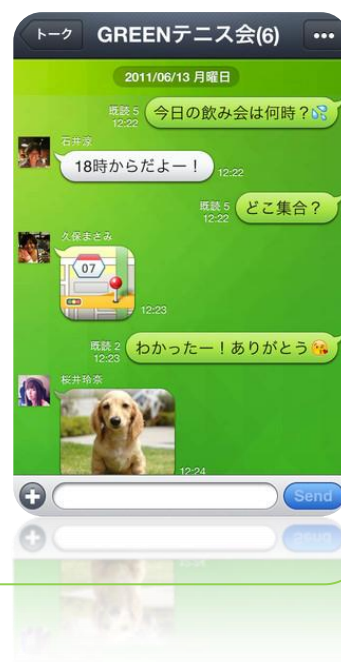 トーク GREENテニス会(6)
2011/06/13 月曜日
既読 5
12:22
今日の飲み会は何時？
石井涼
18時からだよー！
12:22
既読 5
12:22
どこ集合？
久保まさみ
07
12:23
既読 2
12:23
わかったー！ありがとう
桜井玲奈
12:24
Send